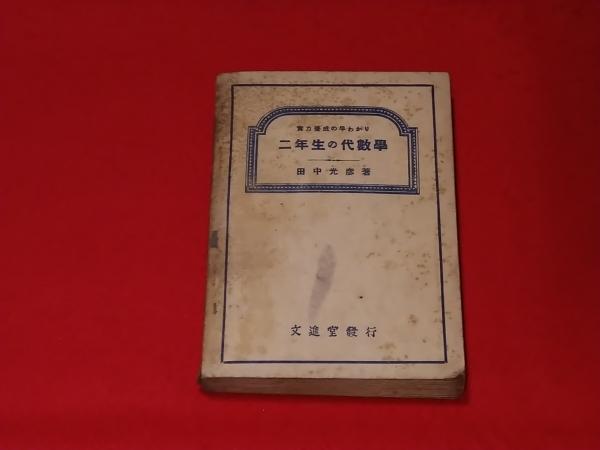 實力養成の早わかり
二年生の代數學
田中光彦著
文進堂發行